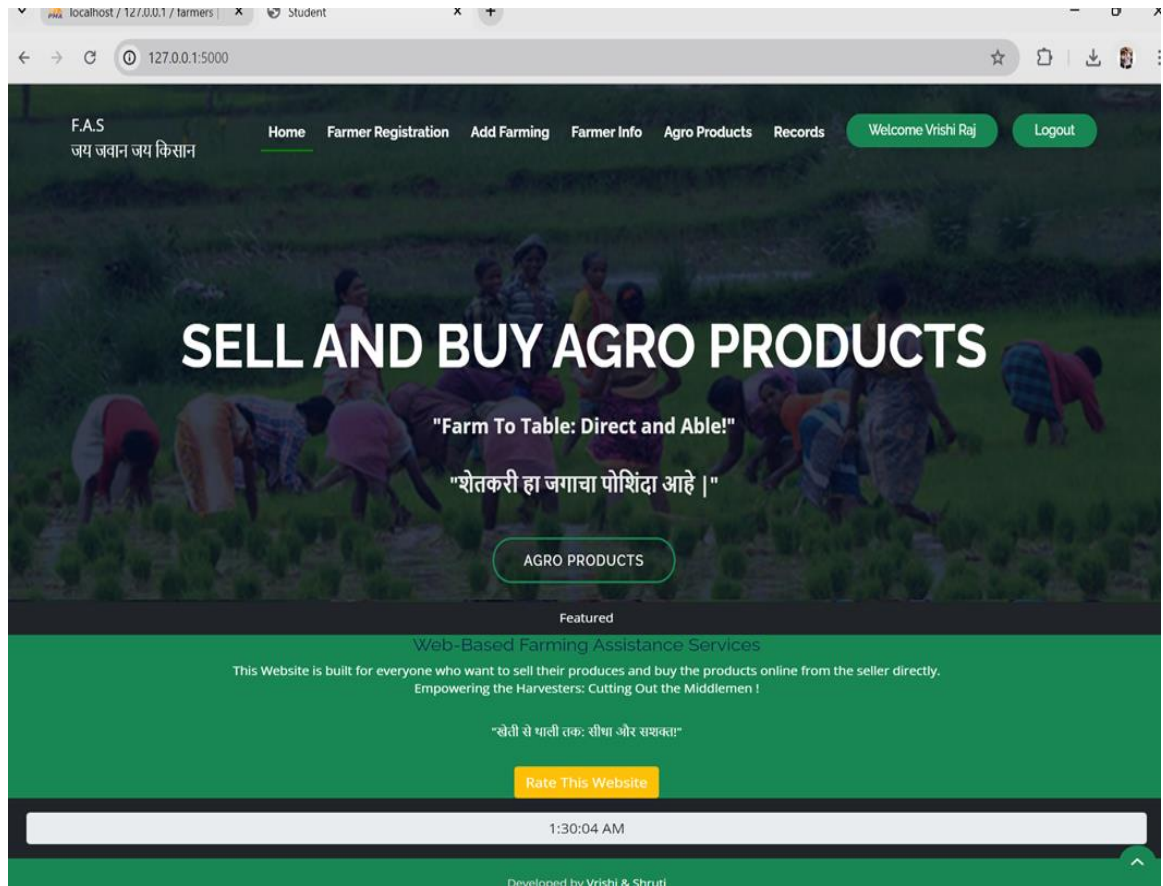 localhost / 127.0.0.1 / farmers |
Student
127.0.0.1:5000
F.A.S
जय जवान जय किसान
Home Farmer Registration Add Farming Farmer Info Agro Products Records Welcome Vrishi Raj Logout
SELL AND BUY AGRO PRODUCTS
"Farm To Table: Direct and Able!"
"शेतकरी हा जगाचा पोशिंदा आहे |"
AGRO PRODUCTS
Featured
Web-Based Farming Assistance Services
This Website is built for everyone who want to sell their produces and buy the products online from the seller directly.
Empowering the Harvesters: Cutting Out the Middlemen !
"खेती से थाली तक: सीधा और सशक्त!"
Rate This Website
1:30:04 AM
Developed by Vrishi & Shruti